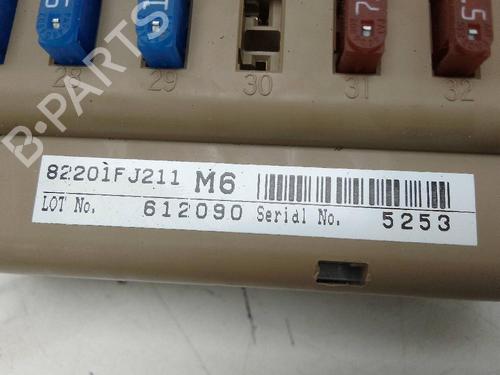 28 29 30 31 32
82201FJ211 M6
LOT No. 612090 Serial No. 5253
B-PARTS